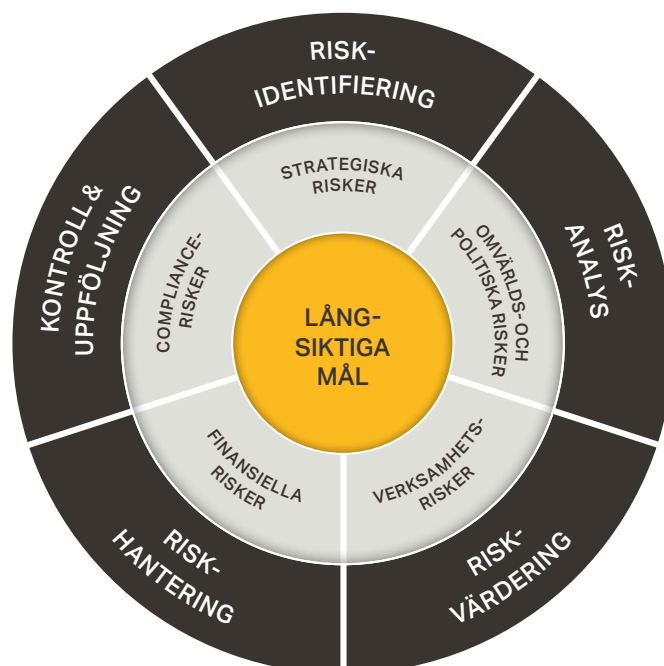 RISK-
IDENTIFIERING
RISK-
ANALYS
RISK-
VÄRDERING
RISK-
HANTERING
KONTROLL &
UPPFÖLJNING
STRATEGISKA
RISKER
OMVÄRLDS- OCH
POLITISKA RISKER
VERKSAMHETS-
RISKER
FINANSIELLA
RISKER
COMPLIANCE-
RISKER
LÅNG-
SIKTIGA
MÅL